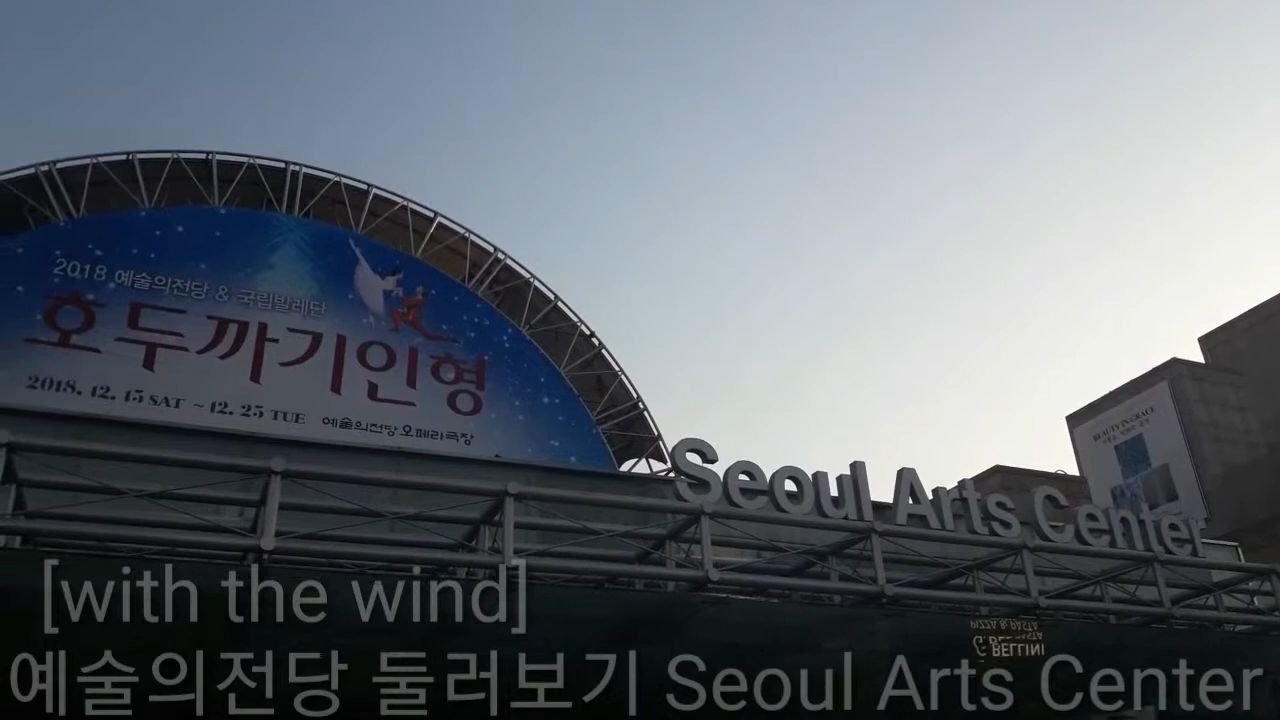 2018 예술의전당 & 국립발레단
호두까기인형
2018. 12. 15 SAT ~ 12. 25 TUE 예술의전당 오페라극장
Seoul Arts Center
BEAUTY IN GRACE
PIZZA & PASTA
G. BELLINI
[with the wind]
예술의전당 둘러보기 Seoul Arts Center